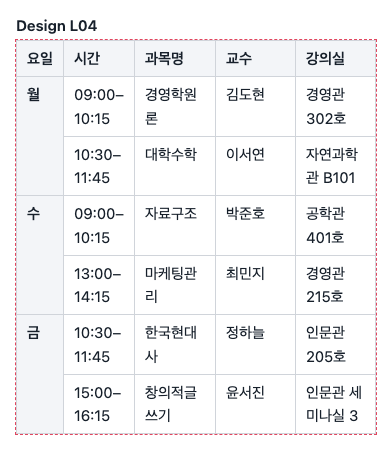 Design L04
요일 시간 과목명 교수 강의실
월 09:00–10:15 경영학원론 김도현 경영관 302호
10:30–11:45 대학수학 이서연 자연과학관 B101
수 09:00–10:15 자료구조 박준호 공학관 401호
13:00–14:15 마케팅관리 최민지 경영관 215호
금 10:30–11:45 한국현대사 정하늘 인문관 205호
15:00–16:15 창의적글쓰기 윤서진 인문관 세미나실 3